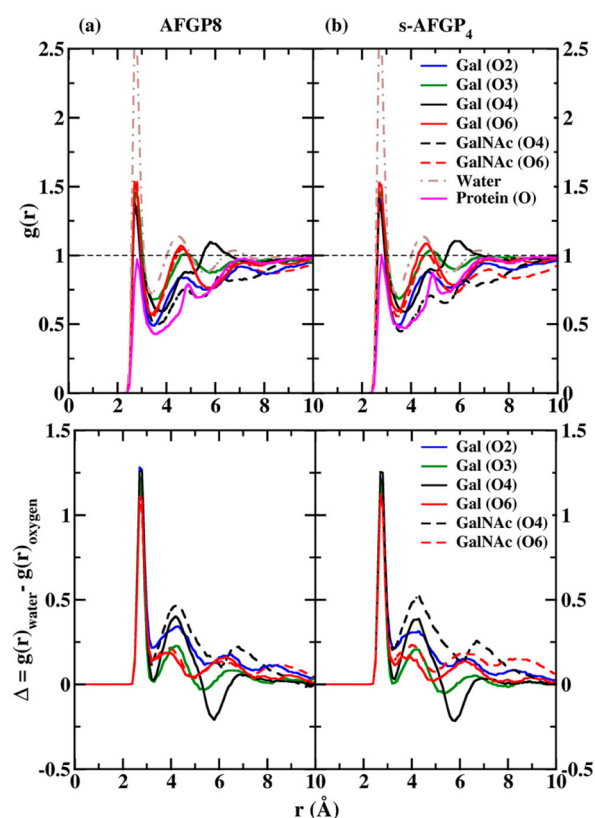 (a) AFGP8
(b) s-AFGP4
2.5 2.5
2 2
1.5 1.5
1 1
0.5 0.5
0 0
g(r)
Gal (O2)
Gal (O3)
Gal (O4)
Gal (O6)
GalNAc (O4)
GalNAc (O6)
Water
Protein (O)
0 2 4 6 8 10 2 4 6 8 10
1.5 1.5
1 1
0.5 0.5
0 0
-0.5 -0.5
Δ = g(r)water - g(r)oxygen
Gal (O2)
Gal (O3)
Gal (O4)
Gal (O6)
GalNAc (O4)
GalNAc (O6)
0 2 4 6 8 10 2 4 6 8 10
r (Å)